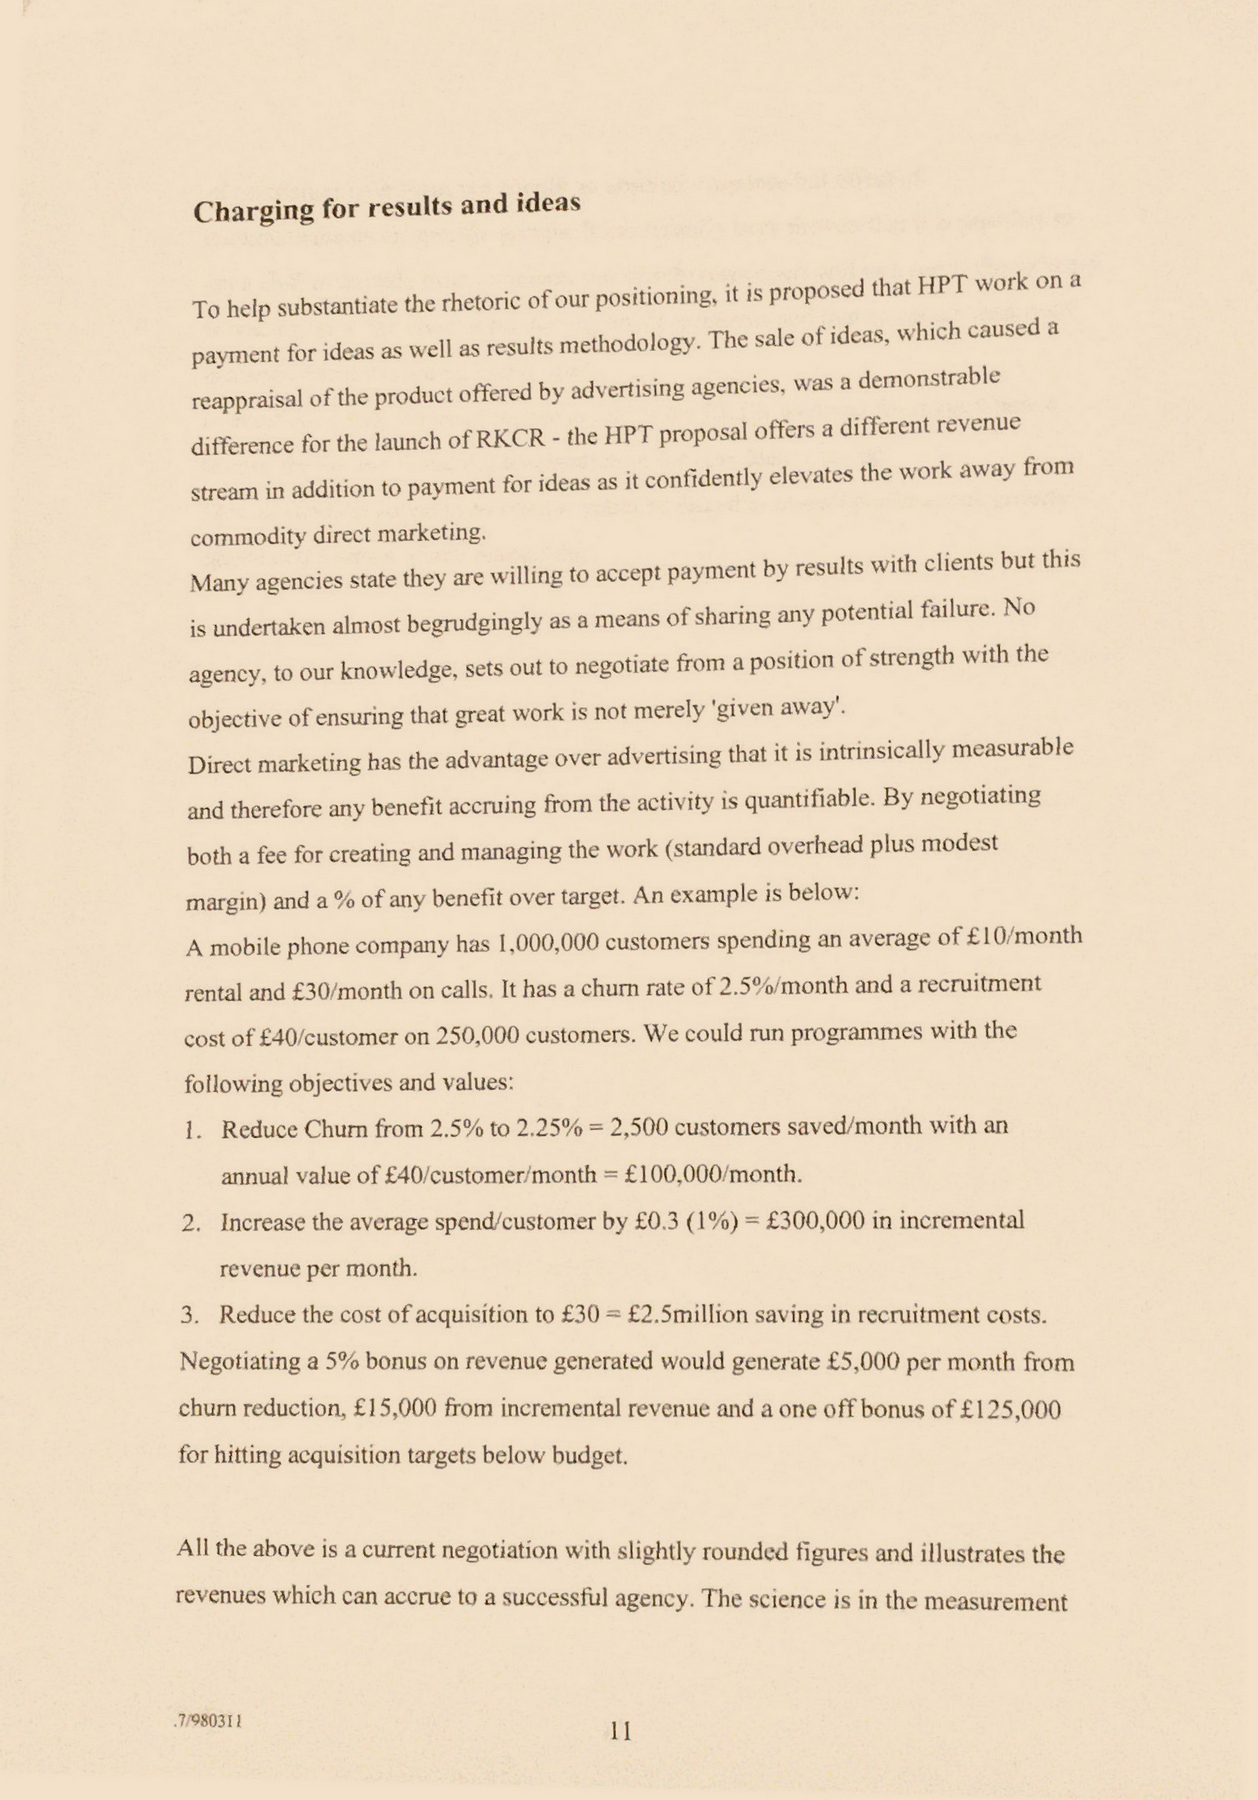 Charging for results and ideas
To help substantiate the rhetoric of our positioning, it is proposed that HPT work on a
payment for ideas as well as results methodology. The sale of ideas, which caused a
reappraisal of the product offered by advertising agencies, was a demonstrable
difference for the launch of RKCR - the HPT proposal offers a different revenue
stream in addition to payment for ideas as it confidently elevates the work away from
commodity direct marketing.
Many agencies state they are willing to accept payment by results with clients but this
is undertaken almost begrudgingly as a means of sharing any potential failure. No
agency, to our knowledge, sets out to negotiate from a position of strength with the
objective of ensuring that great work is not merely 'given away'.
Direct marketing has the advantage over advertising that it is intrinsically measurable
and therefore any benefit accruing from the activity is quantifiable. By negotiating
both a fee for creating and managing the work (standard overhead plus modest
margin) and a % of any benefit over target. An example is below:
A mobile phone company has 1,000,000 customers spending an average of £10/month
rental and £30/month on calls. It has a churn rate of 2.5%/month and a recruitment
cost of £40/customer on 250,000 customers. We could run programmes with the
following objectives and values:
1. Reduce Churn from 2.5% to 2.25% = 2,500 customers saved/month with an
annual value of £40/customer/month = £100,000/month.
2. Increase the average spend/customer by £0.3 (1%) = £300,000 in incremental
revenue per month.
3. Reduce the cost of acquisition to £30 = £2.5million saving in recruitment costs.
Negotiating a 5% bonus on revenue generated would generate £5,000 per month from
churn reduction, £15,000 from incremental revenue and a one off bonus of £125,000
for hitting acquisition targets below budget.
All the above is a current negotiation with slightly rounded figures and illustrates the
revenues which can accrue to a successful agency. The science is in the measurement
.7/980311
11